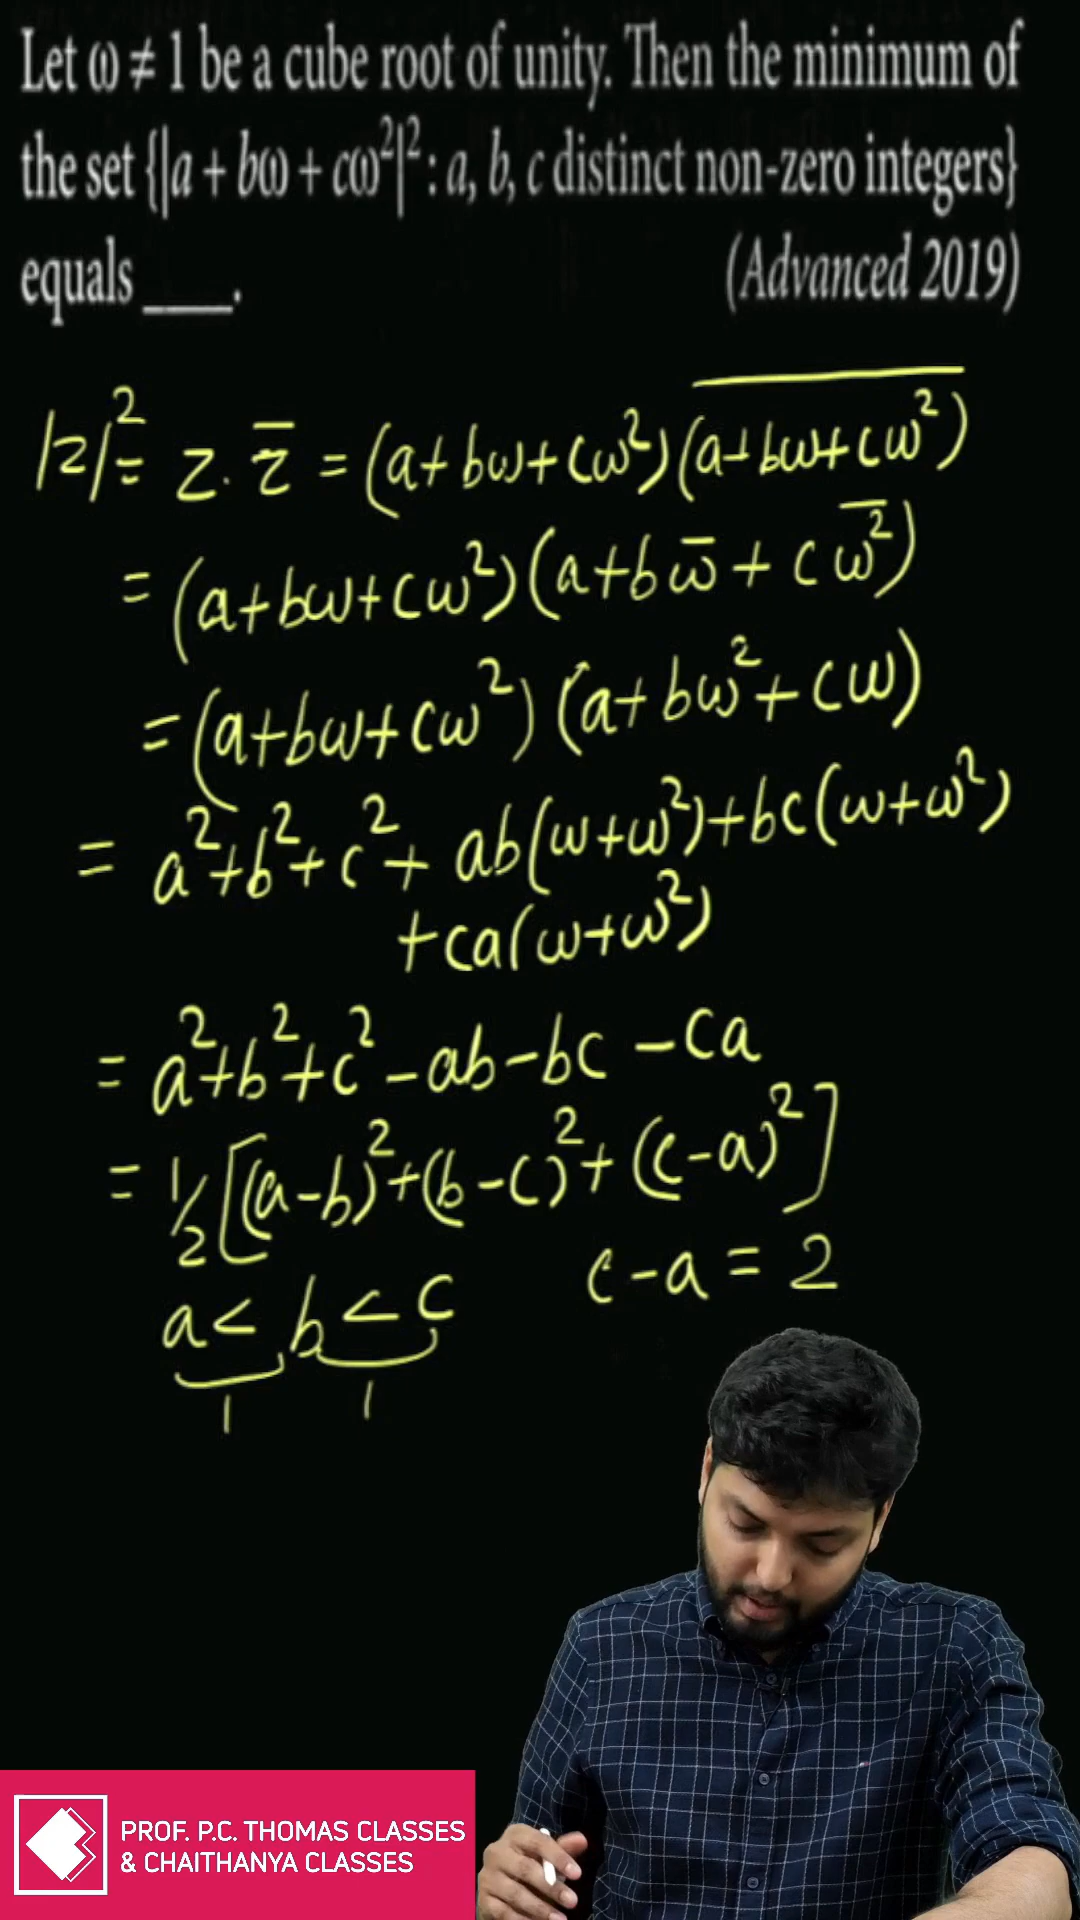 Let ω ≠ 1 be a cube root of unity. Then the minimum of
the set {|a + bω + cω²|² : a, b, c distinct non-zero integers}
equals ____.
(Advanced 2019)
|z|² = z . z̅ = (a+bω+cω²) (\overline{a+bω+cω²})
= (a+bω+cω²) (a+bω̅ + c\overline{ω²})
= (a+bω+cω²) (a+bω²+cω)
= a²+b²+c²+ ab(ω+ω²)+bc(ω+ω²)
+ca(ω+ω²)
= a²+b²+c² -ab-bc -ca
= 1/2 [(a-b)²+(b-c)²+(c-a)²]
a< b < c c-a = 2
1 1
PROF. P.C. THOMAS CLASSES
& CHAITHANYA CLASSES